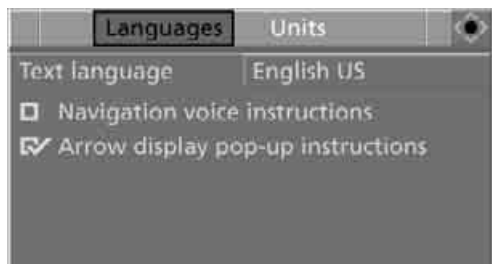 Languages Units
Text language English US
Navigation voice instructions
Arrow display pop-up instructions